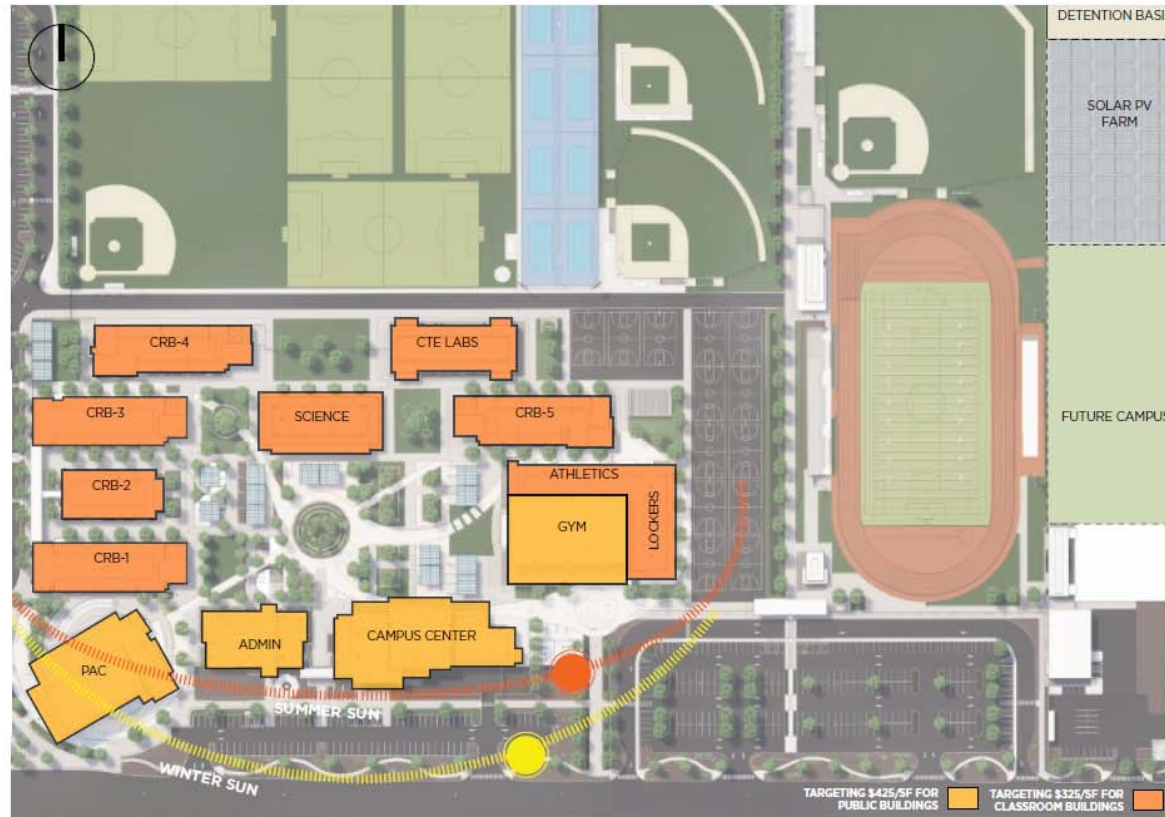 DETENTION BASI
SOLAR PV
FARM
CRB-4
CTE LABS
CRB-3
SCIENCE
CRB-5
FUTURE CAMPUS
ATHLETICS
CRB-2
GYM
LOCKERS
CRB-1
ADMIN
CAMPUS CENTER
PAC
SUMMER SUN
WINTER SUN
TARGETING $425/SF FOR
PUBLIC BUILDINGS
TARGETING $325/SF FOR
CLASSROOM BUILDINGS